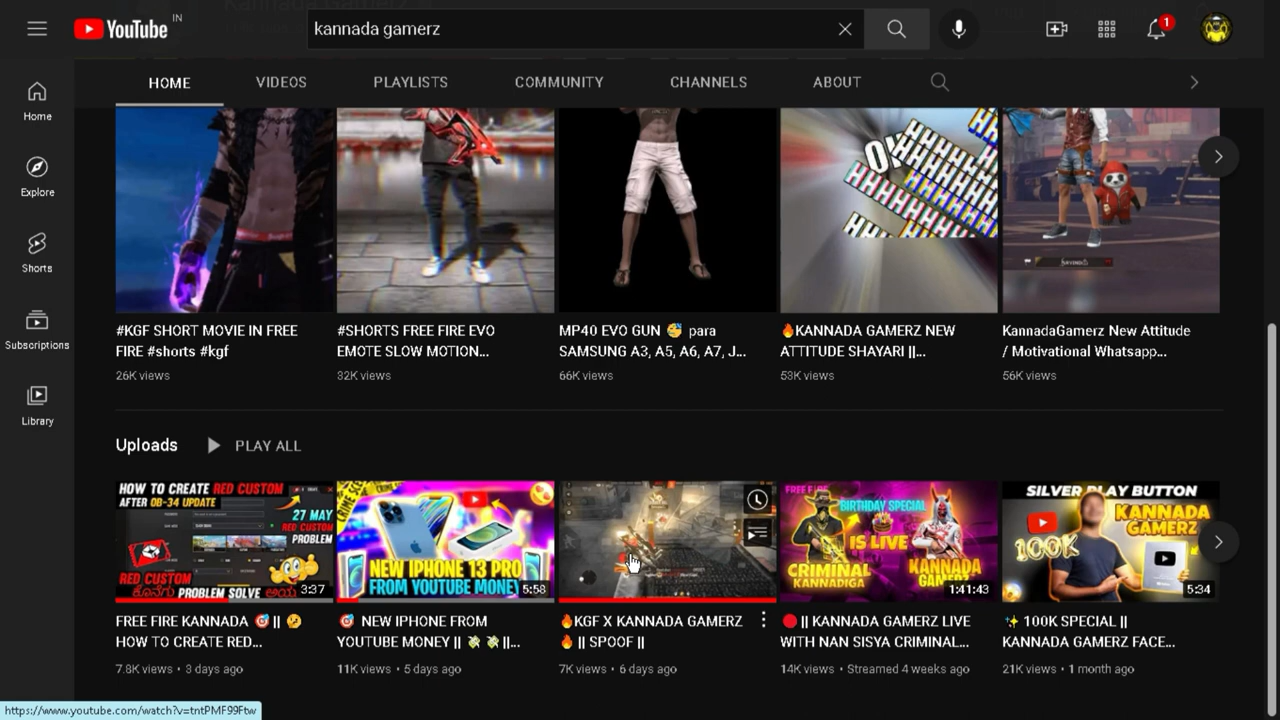 YouTube IN
kannada gamerz
1
HOME VIDEOS PLAYLISTS COMMUNITY CHANNELS ABOUT
Home
Explore
Shorts
Subscriptions
Library
#KGF SHORT MOVIE IN FREE
FIRE #shorts #kgf
26K views
#SHORTS FREE FIRE EVO
EMOTE SLOW MOTION...
32K views
MP40 EVO GUN 🥳 para
SAMSUNG A3, A5, A6, A7, J...
66K views
🔥KANNADA GAMERZ NEW
ATTITUDE SHAYARI ||...
53K views
KannadaGamerz New Attitude
/ Motivational Whatsapp...
56K views
Uploads PLAY ALL
HOW TO CREATE RED CUSTOM
AFTER OB-34 UPDATE
27 MAY
RED CUSTOM
PROBLEM
RED CUSTOM
PROBLEM SOLVE
3:37
FREE FIRE KANNADA 🎯 || 🤔
HOW TO CREATE RED...
7.8K views • 3 days ago
NEW IPHONE 13 PRO
FROM YOUTUBE MONEY
5:58
🎯 NEW IPHONE FROM
YOUTUBE MONEY || 💸 💸||...
11K views • 5 days ago
🔥KGF X KANNADA GAMERZ
🔥 || SPOOF ||
7K views • 6 days ago
FREE FIRE
BIRTHDAY SPECIAL
IS LIVE
CRIMINAL
KANNADIGA
KANNADA
1:41:43
🔴 || KANNADA GAMERZ LIVE
WITH NAN SISYA CRIMINAL...
14K views • Streamed 4 weeks ago
SILVER PLAY BUTTON
KANNADA
GAMERZ
100K
5:34
✨ 100K SPECIAL ||
KANNADA GAMERZ FACE...
21K views • 1 month ago
https://www.youtube.com/watch?v=tntPMF99Ftw